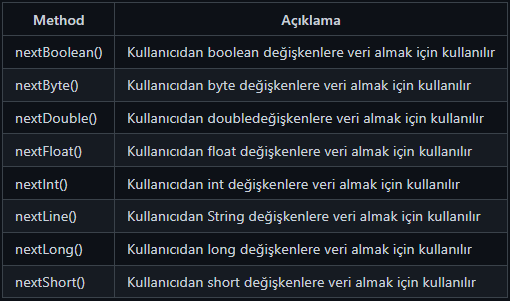 Method Açıklama
nextBoolean() Kullanıcıdan boolean değişkenlere veri almak için kullanılır
nextByte() Kullanıcıdan byte değişkenlere veri almak için kullanılır
nextDouble() Kullanıcıdan doubledeğişkenlere veri almak için kullanılır
nextFloat() Kullanıcıdan float değişkenlere veri almak için kullanılır
nextInt() Kullanıcıdan int değişkenlere veri almak için kullanılır
nextLine() Kullanıcıdan String değişkenlere veri almak için kullanılır
nextLong() Kullanıcıdan long değişkenlere veri almak için kullanılır
nextShort() Kullanıcıdan short değişkenlere veri almak için kullanılır